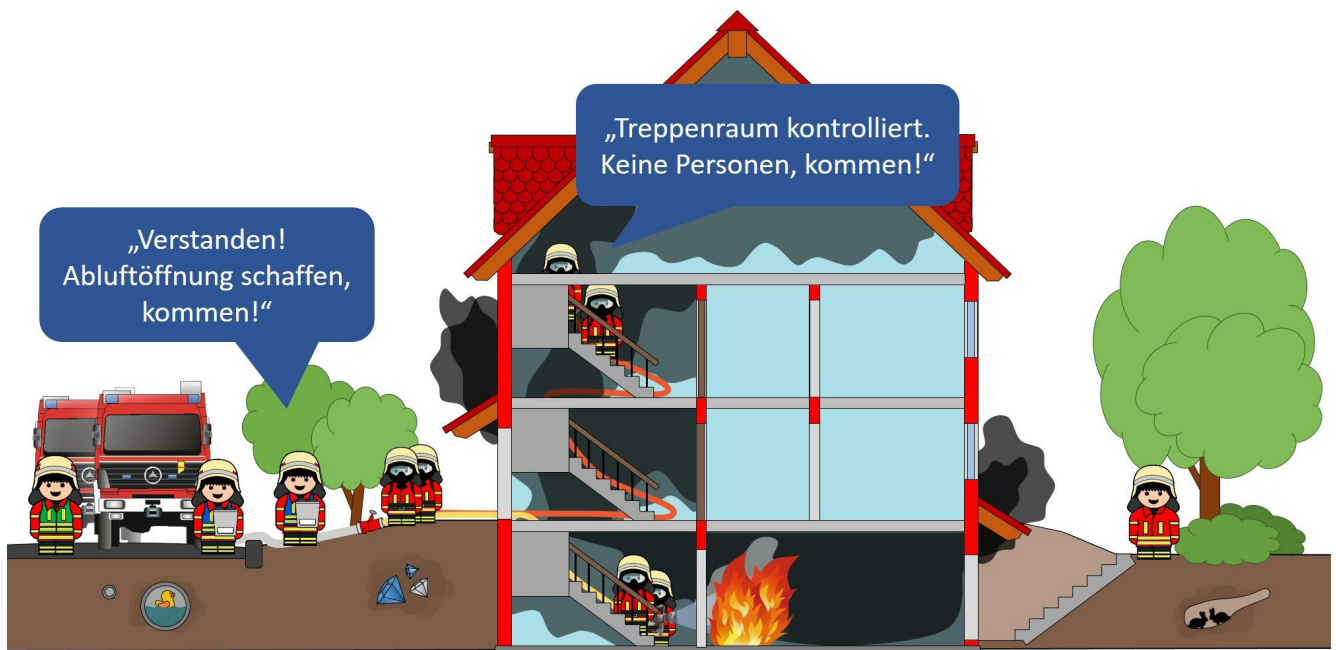 „Verstanden!
Abluftöffnung schaffen,
kommen!“
„Treppenraum kontrolliert.
Keine Personen, kommen!“